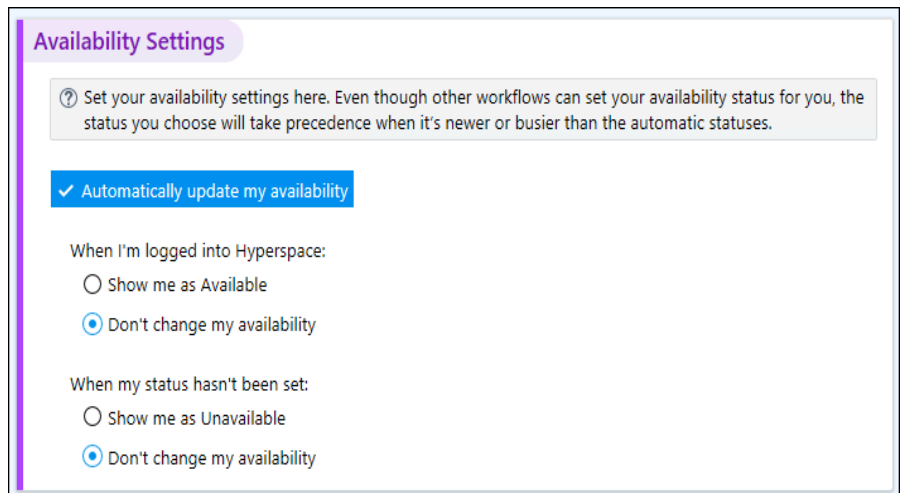 Availability Settings
Set your availability settings here. Even though other workflows can set your availability status for you, the
status you choose will take precedence when it's newer or busier than the automatic statuses.
Automatically update my availability
When I'm logged into Hyperspace:
Show me as Available
Don't change my availability
When my status hasn't been set:
Show me as Unavailable
Don't change my availability